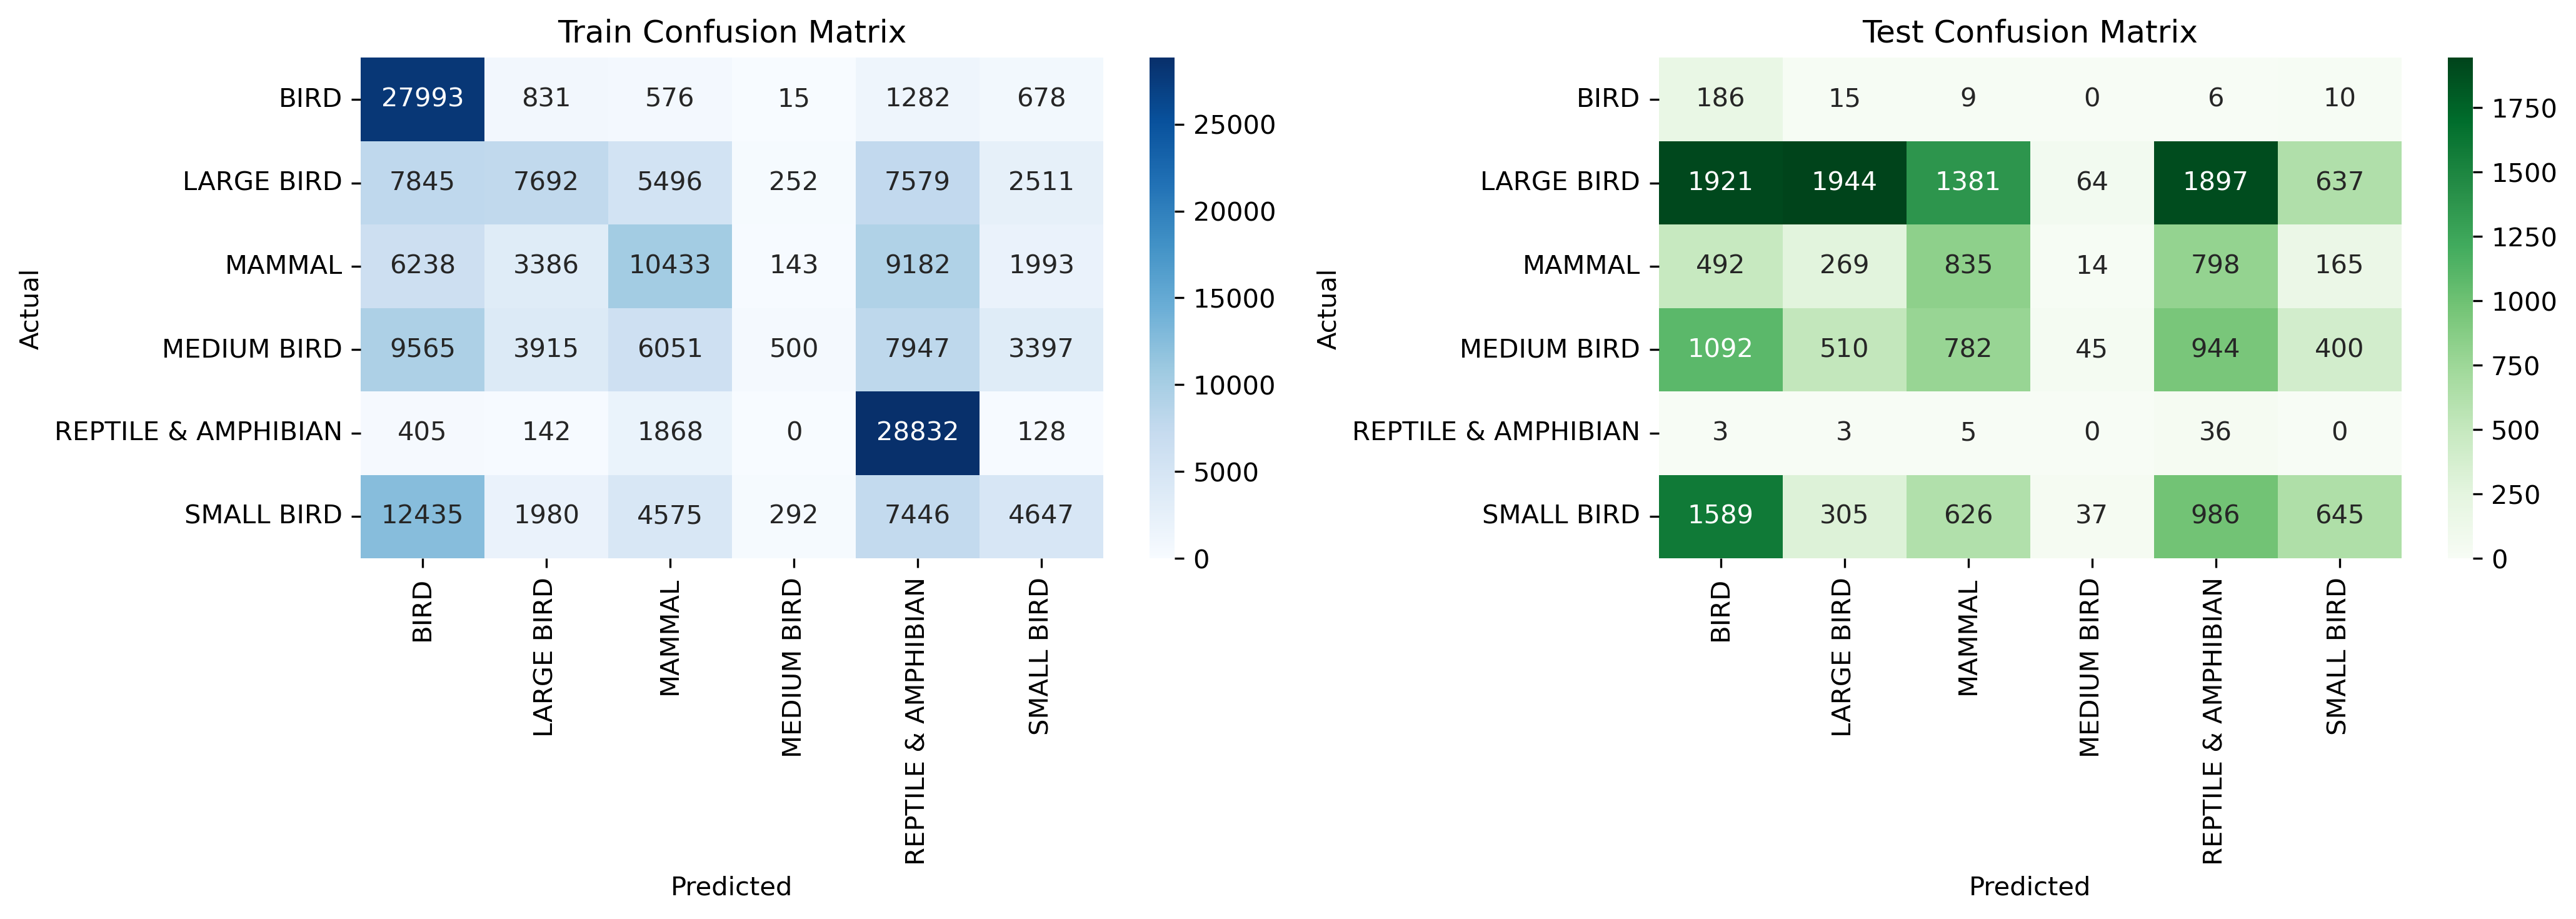 Train Confusion Matrix
Actual
BIRD 27993 831 576 15 1282 678
LARGE BIRD 7845 7692 5496 252 7579 2511
MAMMAL 6238 3386 10433 143 9182 1993
MEDIUM BIRD 9565 3915 6051 500 7947 3397
REPTILE & AMPHIBIAN 405 142 1868 0 28832 128
SMALL BIRD 12435 1980 4575 292 7446 4647
BIRD
LARGE BIRD
MAMMAL
MEDIUM BIRD
REPTILE & AMPHIBIAN
SMALL BIRD
Predicted
25000
20000
15000
10000
5000
0
Test Confusion Matrix
Actual
BIRD 186 15 9 0 6 10
LARGE BIRD 1921 1944 1381 64 1897 637
MAMMAL 492 269 835 14 798 165
MEDIUM BIRD 1092 510 782 45 944 400
REPTILE & AMPHIBIAN 3 3 5 0 36 0
SMALL BIRD 1589 305 626 37 986 645
BIRD
LARGE BIRD
MAMMAL
MEDIUM BIRD
REPTILE & AMPHIBIAN
SMALL BIRD
Predicted
1750
1500
1250
1000
750
500
250
0